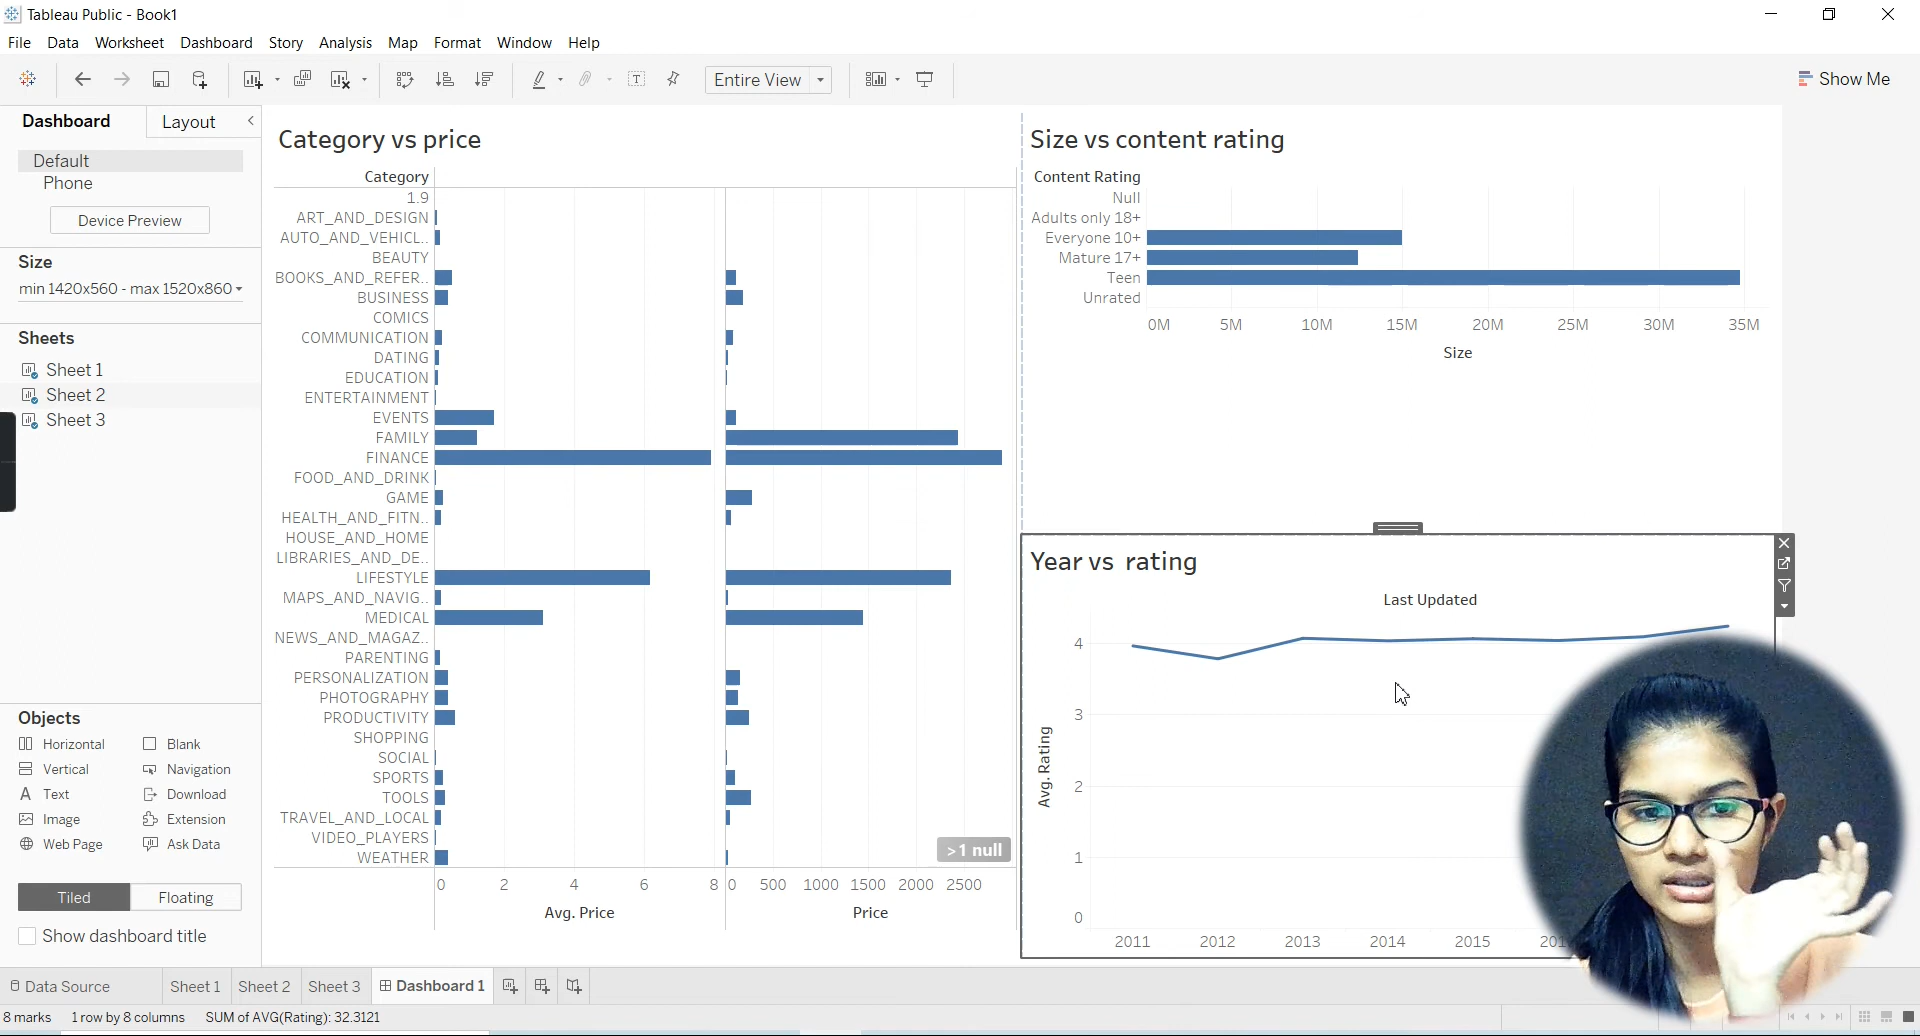 Tableau Public - Book1
File Data Worksheet Dashboard Story Analysis Map Format Window Help
Entire View
Show Me
Dashboard
Layout
Default
Phone
Device Preview
Size
min 1420x560 - max 1520x860
Sheets
Sheet 1
Sheet 2
Sheet 3
Objects
Horizontal Blank
Vertical Navigation
Text Download
Image Extension
Web Page Ask Data
Tiled Floating
Show dashboard title
Category vs price
Category
1.9
ART_AND_DESIGN
AUTO_AND_VEHICL..
BEAUTY
BOOKS_AND_REFER..
BUSINESS
COMICS
COMMUNICATION
DATING
EDUCATION
ENTERTAINMENT
EVENTS
FAMILY
FINANCE
FOOD_AND_DRINK
GAME
HEALTH_AND_FITN..
HOUSE_AND_HOME
LIBRARIES_AND_DE..
LIFESTYLE
MAPS_AND_NAVIG..
MEDICAL
NEWS_AND_MAGAZ..
PARENTING
PERSONALIZATION
PHOTOGRAPHY
PRODUCTIVITY
SHOPPING
SOCIAL
SPORTS
TOOLS
TRAVEL_AND_LOCAL
VIDEO_PLAYERS
WEATHER
>1 null
0 2 4 6 8 0 500 1000 1500 2000 2500
Avg. Price Price
Size vs content rating
Content Rating
Null
Adults only 18+
Everyone 10+
Mature 17+
Teen
Unrated
0M 5M 10M 15M 20M 25M 30M 35M
Size
Year vs rating
Last Updated
4
3
2
1
0
Avg. Rating
2011 2012 2013 2014 2015
Data Source Sheet 1 Sheet 2 Sheet 3 Dashboard 1
8 marks 1 row by 8 columns SUM of AVG(Rating): 32.3121